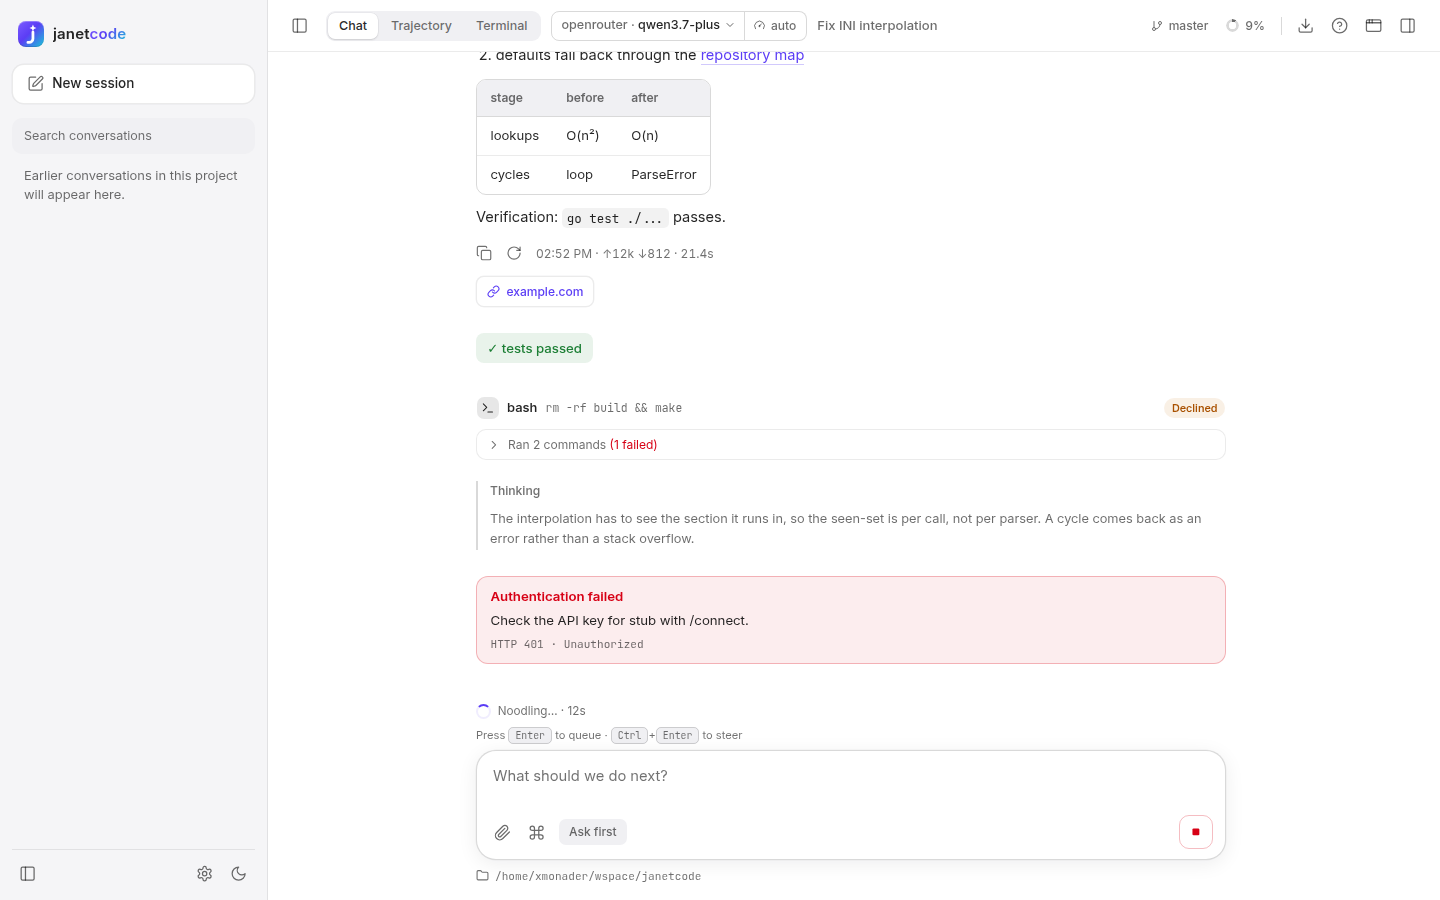 janetcode
New session
Search conversations
Earlier conversations in this project
will appear here.
Chat Trajectory Terminal openrouter · qwen3.7-plus auto Fix INI interpolation master 9%
2. defaults fall back through the repository map
stage before after
lookups O(n²) O(n)
cycles loop ParseError
Verification: go test ./... passes.
02:52 PM · ↑12k ↓812 · 21.4s
example.com
✓ tests passed
bash rm -rf build && make Declined
Ran 2 commands (1 failed)
Thinking
The interpolation has to see the section it runs in, so the seen-set is per call, not per parser. A cycle comes back as an
error rather than a stack overflow.
Authentication failed
Check the API key for stub with /connect.
HTTP 401 · Unauthorized
Noodling... · 12s
Press Enter to queue · Ctrl+Enter to steer
What should we do next?
Ask first
/home/xmonader/wspace/janetcode